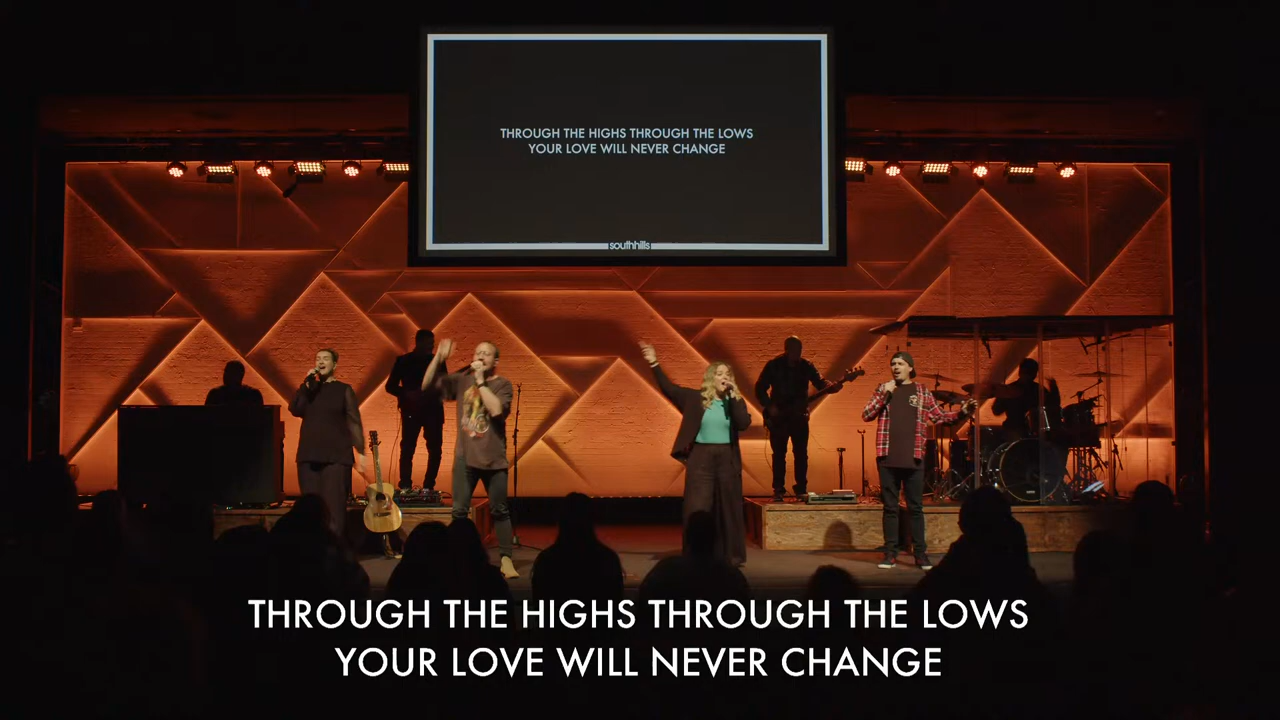 THROUGH THE HIGHS THROUGH THE LOWS
YOUR LOVE WILL NEVER CHANGE
southhills
THROUGH THE HIGHS THROUGH THE LOWS
YOUR LOVE WILL NEVER CHANGE